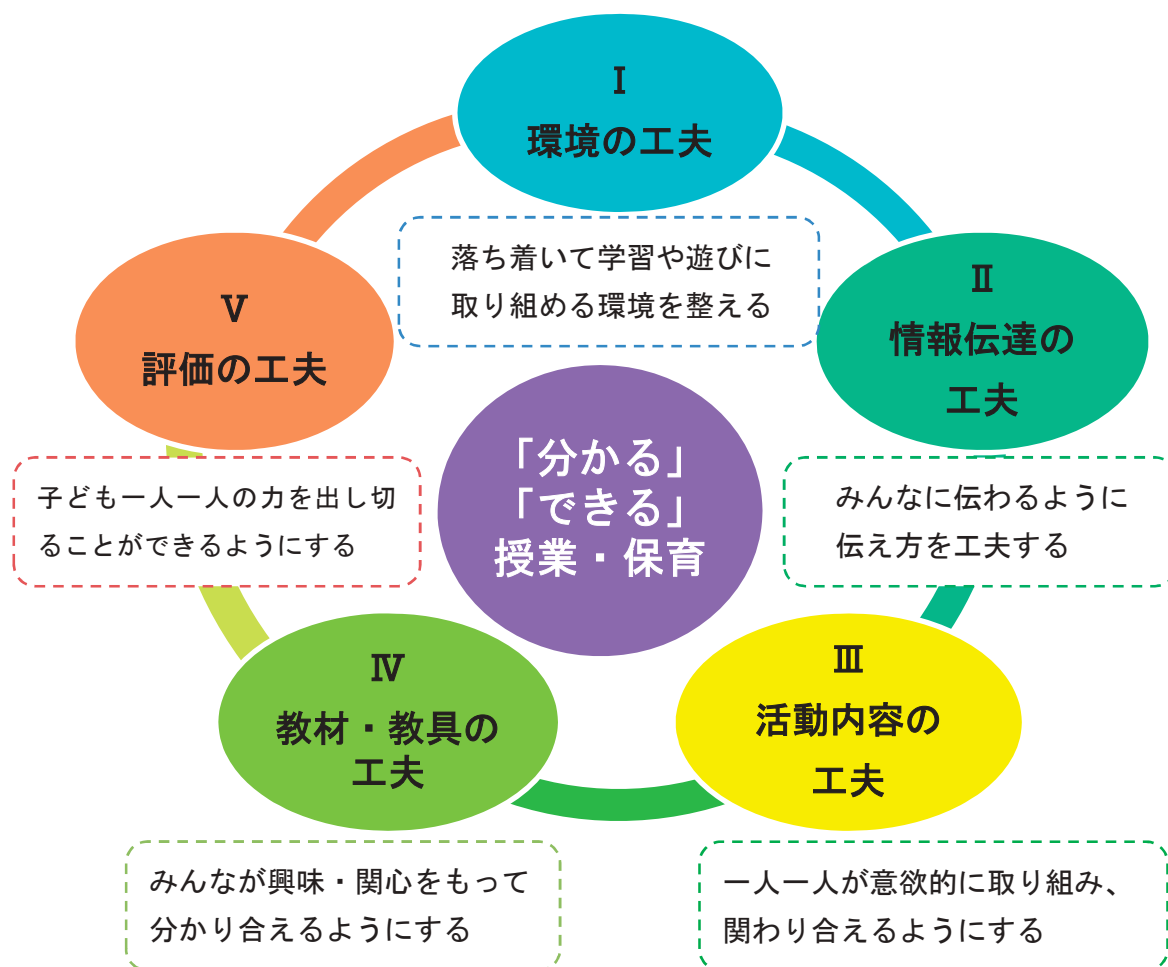 Ⅰ
環境の工夫
落ち着いて学習や遊びに
取り組める環境を整える
Ⅱ
情報伝達の
工夫
みんなに伝わるように
伝え方を工夫する
Ⅲ
活動内容の
工夫
一人一人が意欲的に取り組み、
関わり合えるようにする
Ⅳ
教材・教具の
工夫
みんなが興味・関心をもって
分かり合えるようにする
Ⅴ
評価の工夫
子ども一人一人の力を出し切
ることができるようにする
「分かる」
「できる」
授業・保育